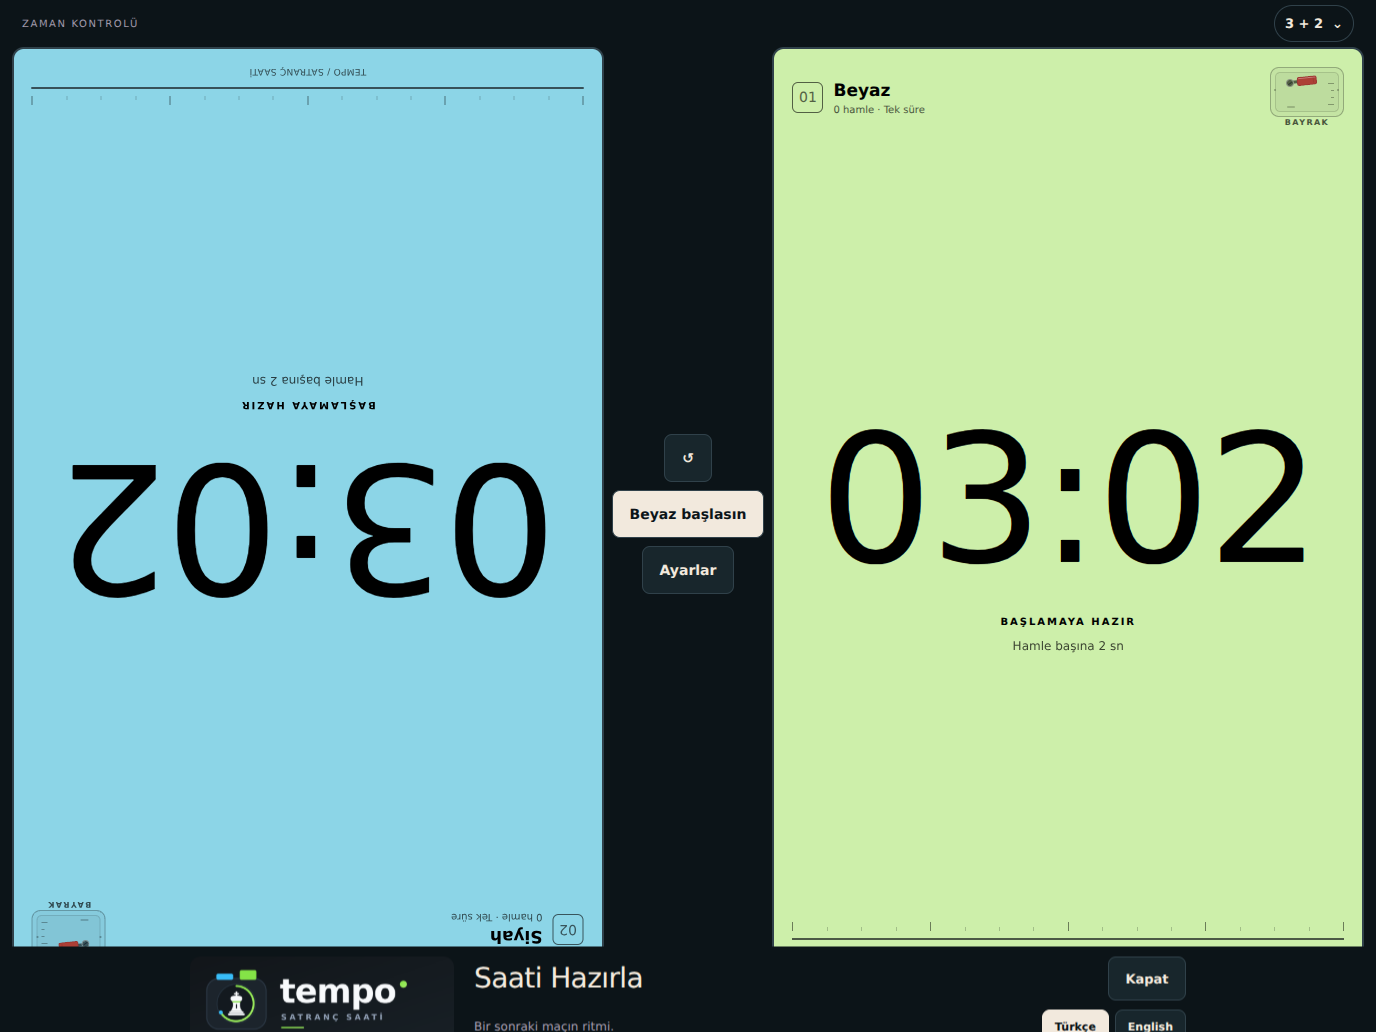 ZAMAN KONTROLÜ
3 + 2
TEMPO / SATRANÇ SAATİ
Hamle başına 2 sn
BAŞLAMAYA HAZIR
03:02
BAYRAK
02
Siyah
0 hamle · Tek süre
↺
Beyaz başlasın
Ayarlar
01
Beyaz
0 hamle · Tek süre
BAYRAK
03:02
BAŞLAMAYA HAZIR
Hamle başına 2 sn
tempo
SATRANÇ SAATİ
Saati Hazırla
Bir sonraki maçın ritmi.
Kapat
Türkçe
English